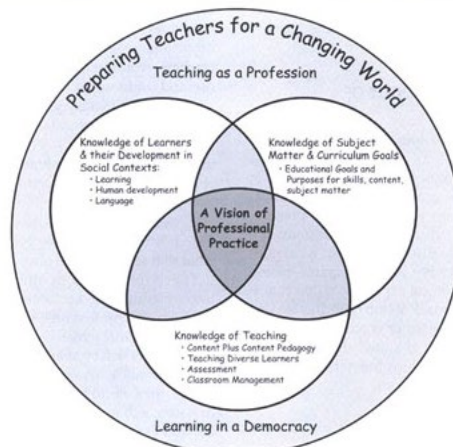 Preparing Teachers for a Changing World
Teaching as a Profession
Knowledge of Learners
& their Development in
Social Contexts:
• Learning
• Human development
• Language
Knowledge of Subject
Matter & Curriculum Goals
• Educational Goals and
Purposes for skills, content,
subject matter
A Vision of
Professional
Practice
Knowledge of Teaching
• Content Plus Content Pedagogy
• Teaching Diverse Learners
• Assessment
• Classroom Management
Learning in a Democracy